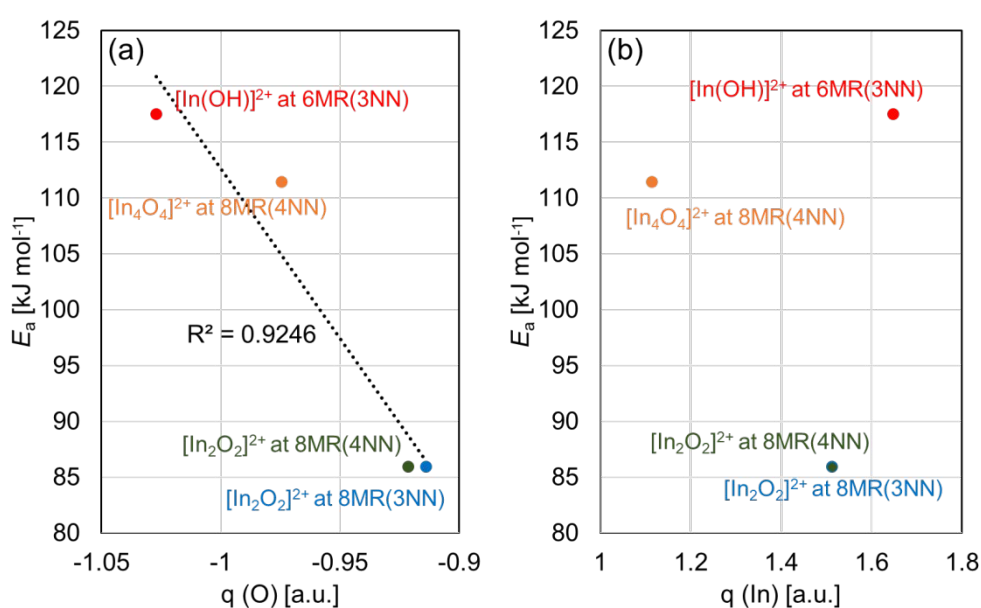 (a)
125
120
115
110
105
100
95
90
85
80
Eₐ [kJ mol⁻¹]
[In(OH)]²⁺ at 6MR(3NN)
[In₄O₄]²⁺ at 8MR(4NN)
R² = 0.9246
[In₂O₂]²⁺ at 8MR(4NN)
[In₂O₂]²⁺ at 8MR(3NN)
-1.05 -1 -0.95 -0.9
q (O) [a.u.]
(b)
125
120
115
110
105
100
95
90
85
80
Eₐ [kJ mol⁻¹]
[In(OH)]²⁺ at 6MR(3NN)
[In₄O₄]²⁺ at 8MR(4NN)
[In₂O₂]²⁺ at 8MR(4NN)
[In₂O₂]²⁺ at 8MR(3NN)
1 1.2 1.4 1.6 1.8
q (In) [a.u.]